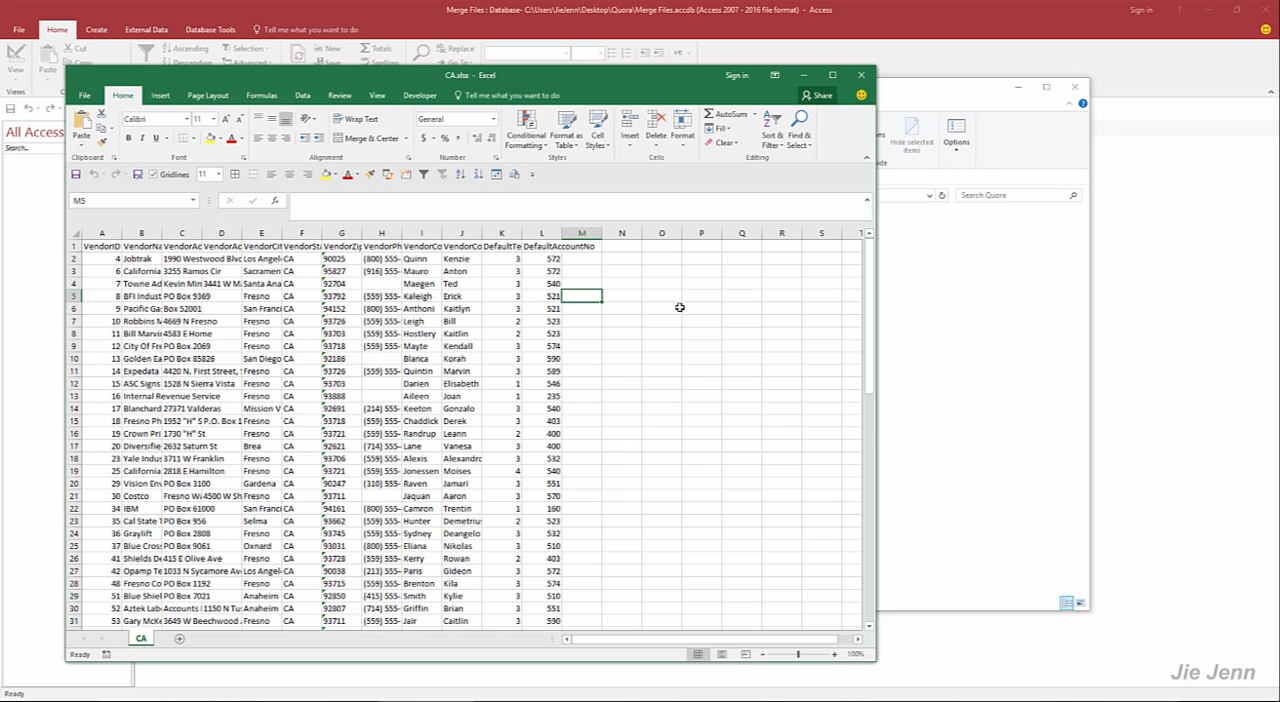 Merge Files : Database- C:\Users\JieJenn\Desktop\Quora\Merge Files.accdb (Access 2007 - 2016 file format) - Access
Sign in
File Home Create External Data Database Tools Tell me what you want to do
View Paste Cut Ascending Selection New Totals Replace
Views
All Access
Search..
CA.xlsx - Excel
Sign in
File Home Insert Page Layout Formulas Data Review View Developer Tell me what you want to do Share
Paste Calibri 11 Wrap Text General AutoSum
B I U Merge & Center $ % Conditional Formatting Format as Table Cell Styles Insert Delete Format Fill Sort & Filter Find & Select
Clear
Clipboard Font Alignment Number Styles Cells Editing
Gridlines 11
M5
A B C D E F G H I J K L M N O P Q R S T
1 VendorID VendorNa VendorAd VendorAd VendorCit VendorSta VendorZip VendorPh VendorCo VendorCo DefaultTe DefaultAccountNo
2 4 Jobtrak 1990 Westwood Blvd Los Angel CA 90025 (800) 555- Quinn Kenzie 3 572
3 6 California 3255 Ramos Cir Sacramen CA 95827 (916) 555- Mauro Anton 3 572
4 7 Towne Ad Kevin Min 3441 W M Santa Ana CA 92704 Maegen Ted 3 540
5 8 BFI Indust PO Box 9369 Fresno CA 93792 (559) 555- Kaleigh Erick 3 521
6 9 Pacific Ga Box 52001 San Franci CA 94152 (800) 555- Anthoni Kaitlyn 3 521
7 10 Robbins M 4669 N Fresno Fresno CA 93726 (559) 555- Leigh Bill 2 523
8 11 Bill Marvin 4583 E Home Fresno CA 93703 (559) 555- Hostlery Kaitlin 2 523
9 12 City Of Fre PO Box 2069 Fresno CA 93718 (559) 555- Mayte Kendall 3 574
10 13 Golden Ea PO Box 85826 San Diego CA 92186 Blanca Korah 3 590
11 14 Expedata 4420 N. First Street, Fresno CA 93726 (559) 555- Quintin Marvin 3 589
12 15 ASC Signs 1528 N Sierra Vista Fresno CA 93703 Darien Elisabeth 1 546
13 16 Internal Revenue Service Fresno CA 93888 Aileen Joan 1 235
14 17 Blanchard 27371 Valderas Mission V CA 92691 (214) 555- Keeton Gonzalo 3 540
15 18 Fresno Ph 1952 "H" S P.O. Box 1 Fresno CA 93718 (559) 555- Chaddick Derek 3 403
16 19 Crown Pri 1730 "H" St Fresno CA 93721 (559) 555- Randrup Leann 2 400
17 20 Diversifie 2632 Saturn St Brea CA 92621 (714) 555- Lane Vanesa 3 400
18 23 Yale Indus 3711 W Franklin Fresno CA 93706 (559) 555- Alexis Alexandro 3 532
19 25 California 2818 E Hamilton Fresno CA 93721 (559) 555- Jonessen Moises 4 540
20 29 Vision Env PO Box 3100 Gardena CA 90247 (310) 555- Raven Jamari 3 551
21 30 Costco Fresno Wa 4500 W Sh Fresno CA 93711 Jaquan Aaron 3 570
22 34 IBM PO Box 61000 San Franci CA 94161 (800) 555- Camron Trentin 1 160
23 35 Cal State T PO Box 956 Selma CA 93662 (559) 555- Hunter Demetrius 2 523
24 36 Graylift PO Box 2808 Fresno CA 93745 (559) 555- Sydney Deangelo 3 532
25 37 Blue Cross PO Box 9061 Oxnard CA 93031 (800) 555- Eliana Nikolas 3 510
26 41 Shields De 415 E Olive Ave Fresno CA 93728 (559) 555- Kerry Rowan 2 403
27 42 Opamp Te 1033 N Sycamore Av Los Angel CA 90038 (213) 555- Paris Gideon 3 572
28 48 Fresno Co PO Box 1192 Fresno CA 93715 (559) 555- Brenton Kila 3 574
29 51 Blue Shiel PO Box 7021 Anaheim CA 92850 (415) 555- Smith Kylie 3 510
30 52 Aztek Lab Accounts 1150 N Tu Anaheim CA 92807 (714) 555- Griffin Brian 3 551
31 53 Gary McK 3649 W Beechwood Fresno CA 93711 (559) 555- Jair Caitlin 3 590
CA
Ready 100%
Hide selected items
Options
Search Quora
Jie Jenn
Ready